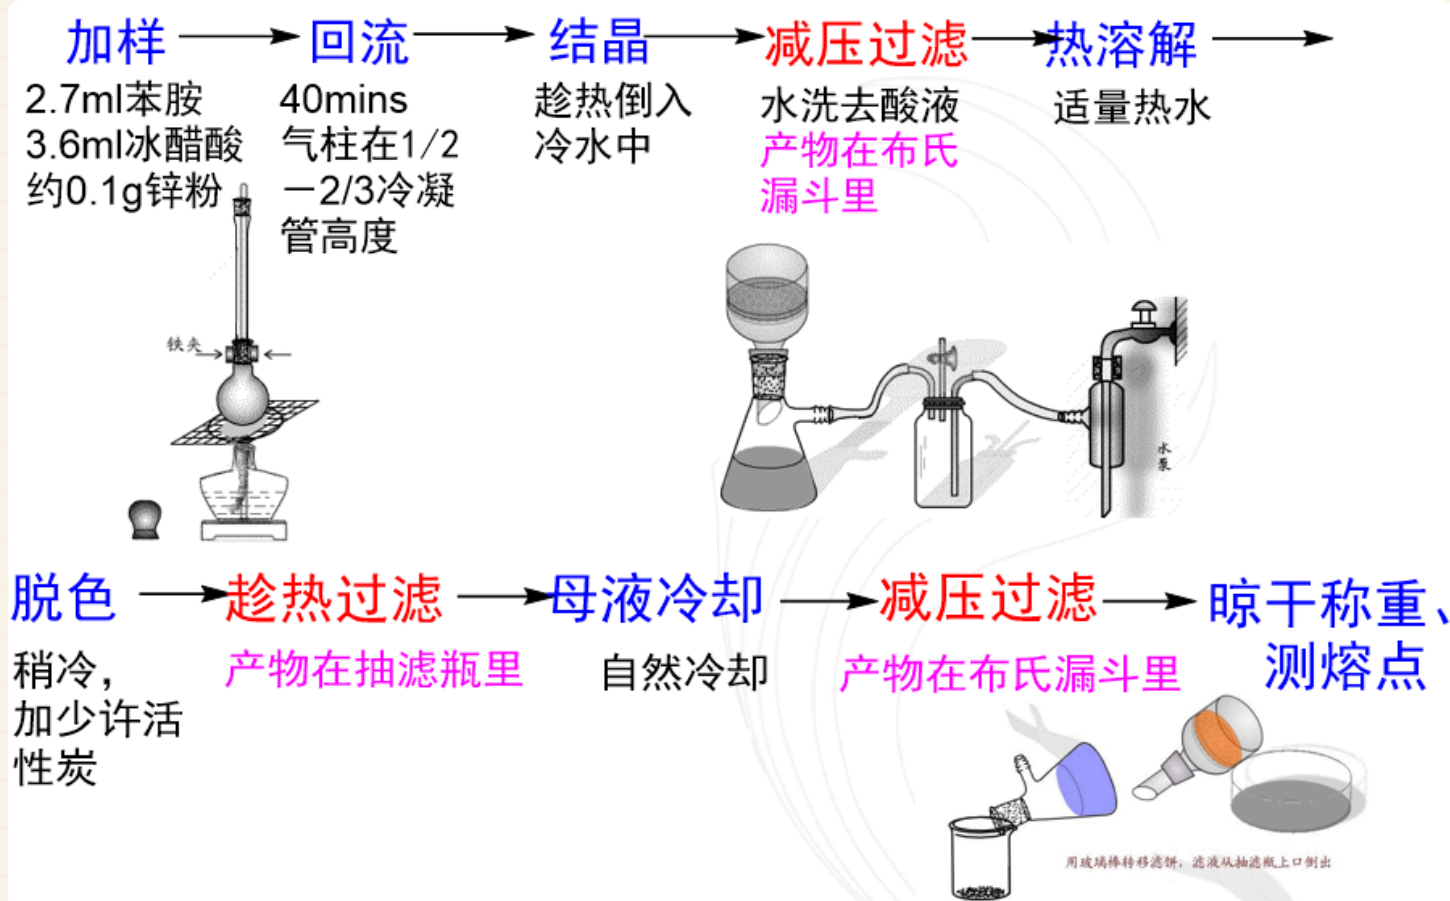 加样 回流 结晶 减压过滤 热溶解
2.7ml苯胺
3.6ml冰醋酸
约0.1g锌粉
40mins
气柱在1/2
－2/3冷凝
管高度
趁热倒入
冷水中
水洗去酸液
产物在布氏
漏斗里
适量热水
铁夹
水泵
脱色 趁热过滤 母液冷却 减压过滤 晾干称重、
测熔点
稍冷，
加少许活
性炭
产物在抽滤瓶里
自然冷却
产物在布氏漏斗里
用玻璃棒转移滤饼，滤液从抽滤瓶上口倒出